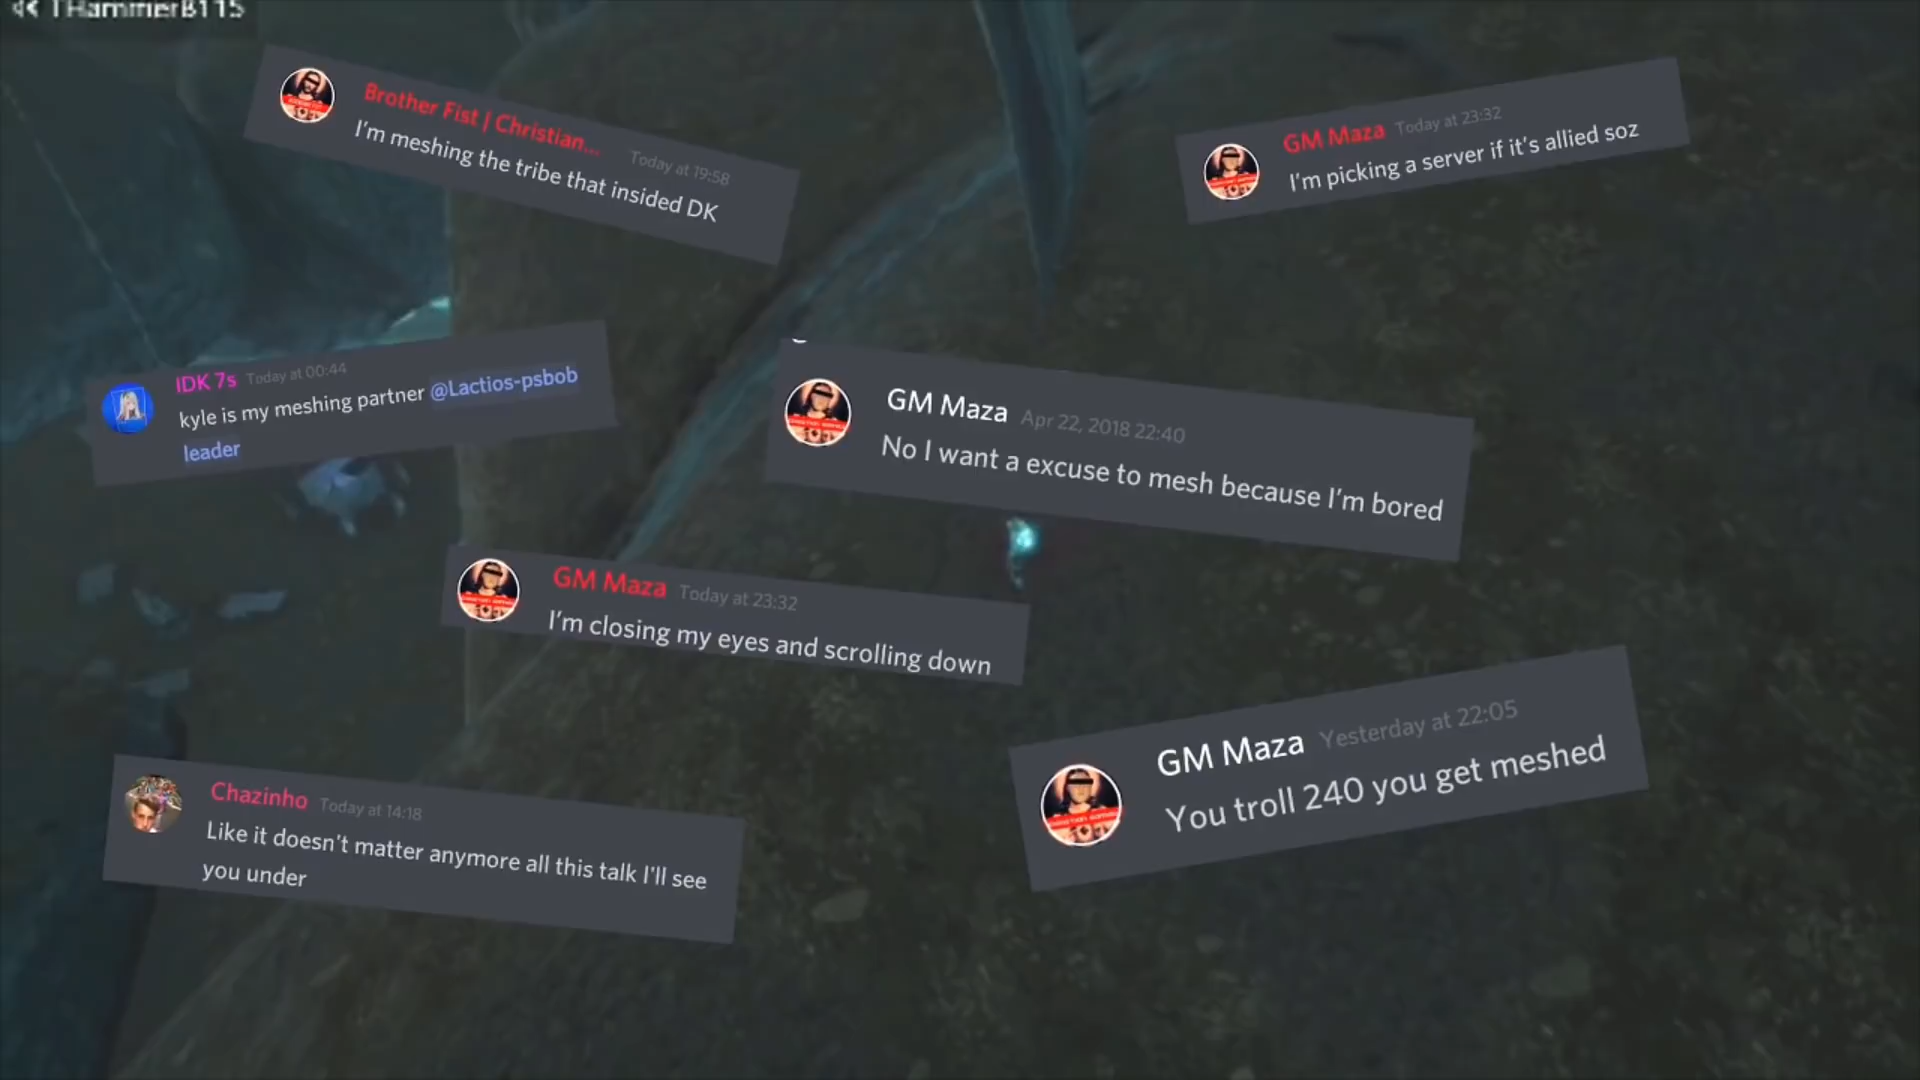 THammer8115
Brother Fist | Christian... Today at 19:58
I'm meshing the tribe that insided DK
GM Maza Today at 23:32
I'm picking a server if it's allied soz
IDK 7s Today at 00:44
kyle is my meshing partner @Lactios-psbob
leader
GM Maza Apr 22, 2018 22:40
No I want a excuse to mesh because I'm bored
GM Maza Today at 23:32
I'm closing my eyes and scrolling down
GM Maza Yesterday at 22:05
You troll 240 you get meshed
Chazinho Today at 14:18
Like it doesn't matter anymore all this talk I'll see
you under